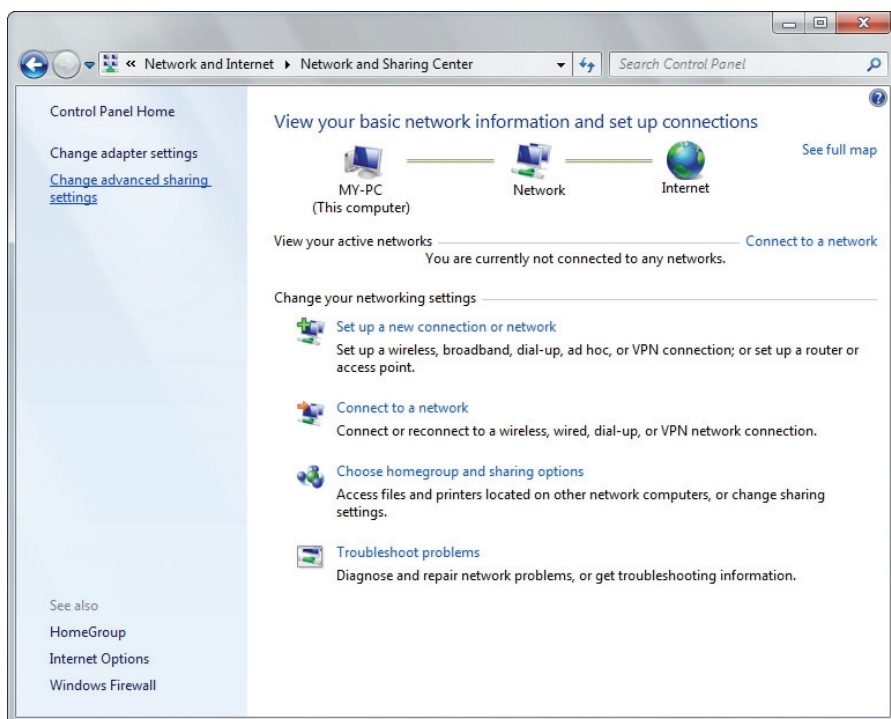 « Network and Internet ▸ Network and Sharing Center
Search Control Panel
Control Panel Home
Change adapter settings
Change advanced sharing
settings
See also
HomeGroup
Internet Options
Windows Firewall
View your basic network information and set up connections
See full map
MY-PC
(This computer)
Network
Internet
View your active networks
Connect to a network
You are currently not connected to any networks.
Change your networking settings
Set up a new connection or network
Set up a wireless, broadband, dial-up, ad hoc, or VPN connection; or set up a router or
access point.
Connect to a network
Connect or reconnect to a wireless, wired, dial-up, or VPN network connection.
Choose homegroup and sharing options
Access files and printers located on other network computers, or change sharing
settings.
Troubleshoot problems
Diagnose and repair network problems, or get troubleshooting information.